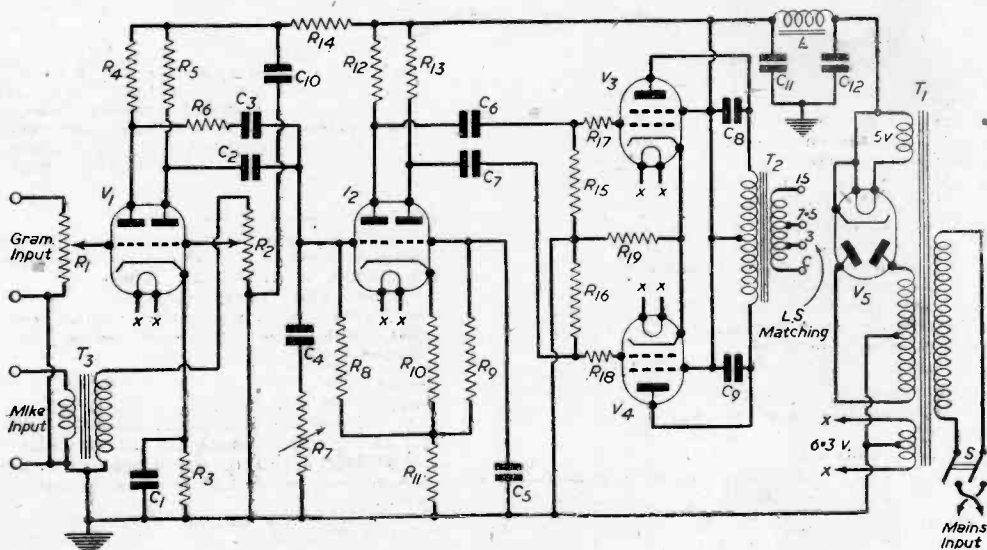 R4
R5
R14
R12
R13
C10
L
C11
C12
T1
5v
V3
C8
R6
C3
C2
C6
C7
R17
R15
R19
R16
R18
V4
C9
T2
15
7·5
3
C
L.S.
Matching
V5
V1
Gram.
Input
R1
x x
R2
x x
x x
x x
T3
Mike
Input
C4
R8
R10
R9
R7
R11
C5
C1
R3
x
6·3 V.
x
S
Mains
Input